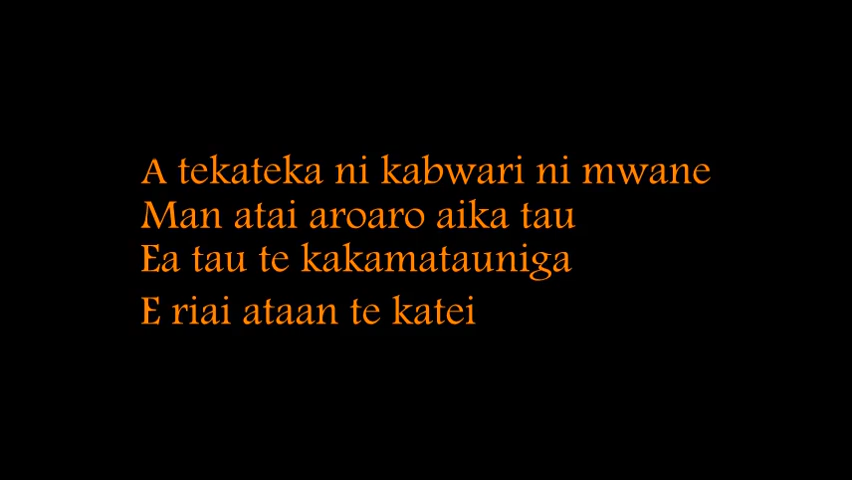 A tekateka ni kabwari ni mwane
Man atai aroaro aika tau
Ea tau te kakamatauniga
E riai ataan te katei